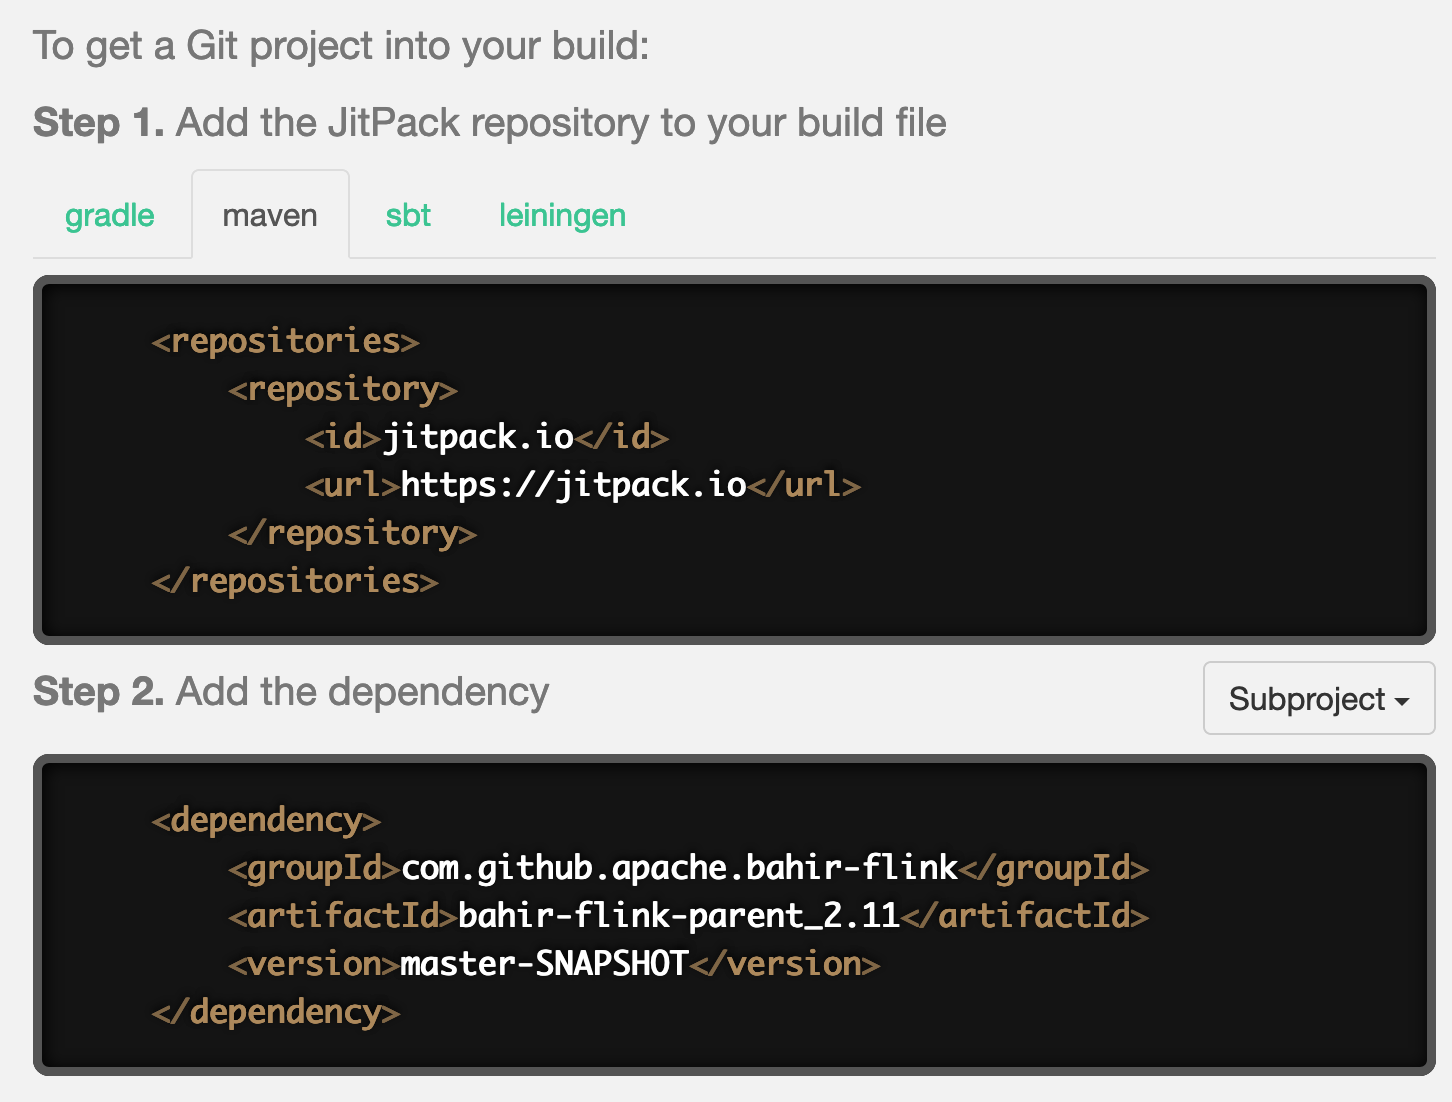 To get a Git project into your build:
Step 1. Add the JitPack repository to your build file
gradle maven sbt leiningen
<repositories>
<repository>
<id>jitpack.io</id>
<url>https://jitpack.io</url>
</repository>
</repositories>
Step 2. Add the dependency
Subproject
<dependency>
<groupId>com.github.apache.bahir-flink</groupId>
<artifactId>bahir-flink-parent_2.11</artifactId>
<version>master-SNAPSHOT</version>
</dependency>